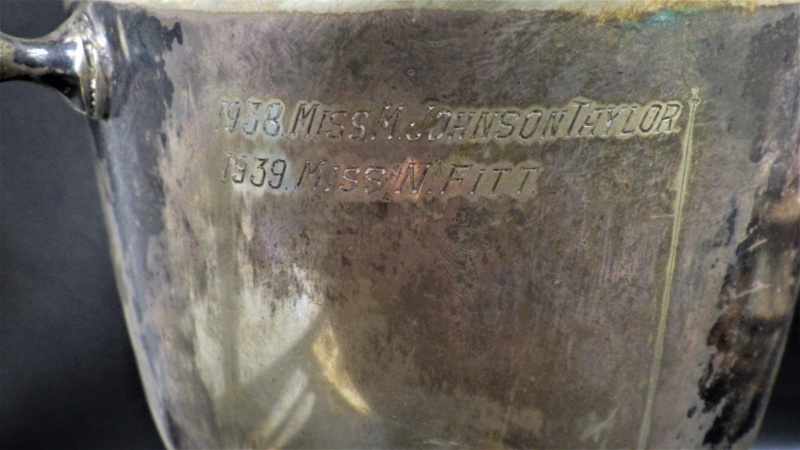 1938. MISS. M. JOHNSON TAYLOR
1939. MISS "N". FITT